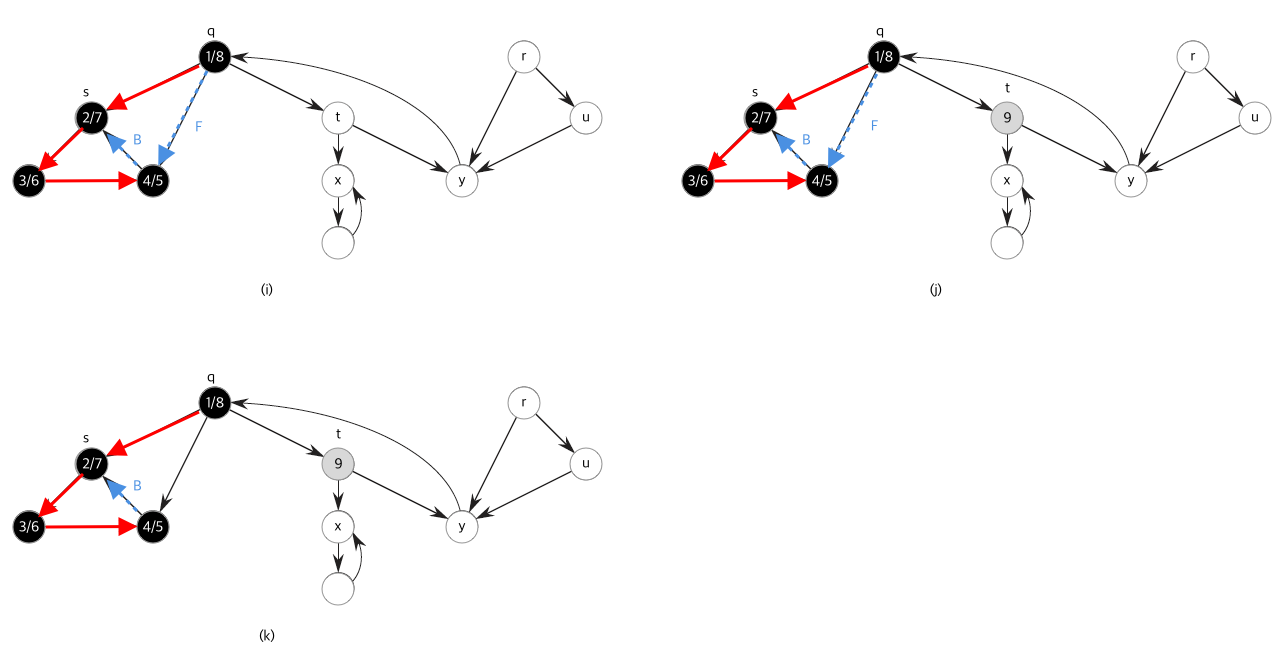 q
1/8
r
s
2/7
B
F
t
u
3/6
4/5
x
y
(i)
q
1/8
r
s
t
2/7
B
F
9
u
3/6
4/5
x
y
(j)
q
1/8
r
s
t
2/7
B
9
u
3/6
4/5
x
y
(k)